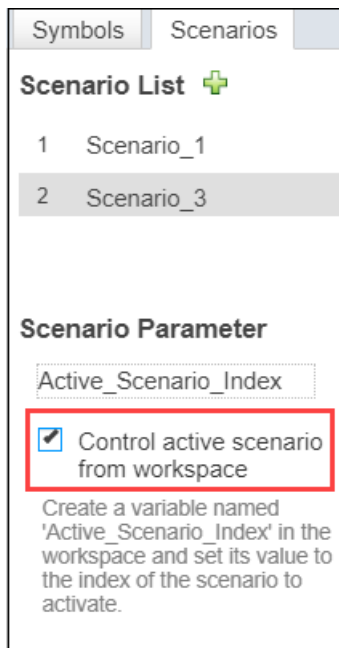 Symbols Scenarios
Scenario List
1 Scenario_1
2 Scenario_3
Scenario Parameter
Active_Scenario_Index
Control active scenario
from workspace
Create a variable named
'Active_Scenario_Index' in the
workspace and set its value to
the index of the scenario to
activate.